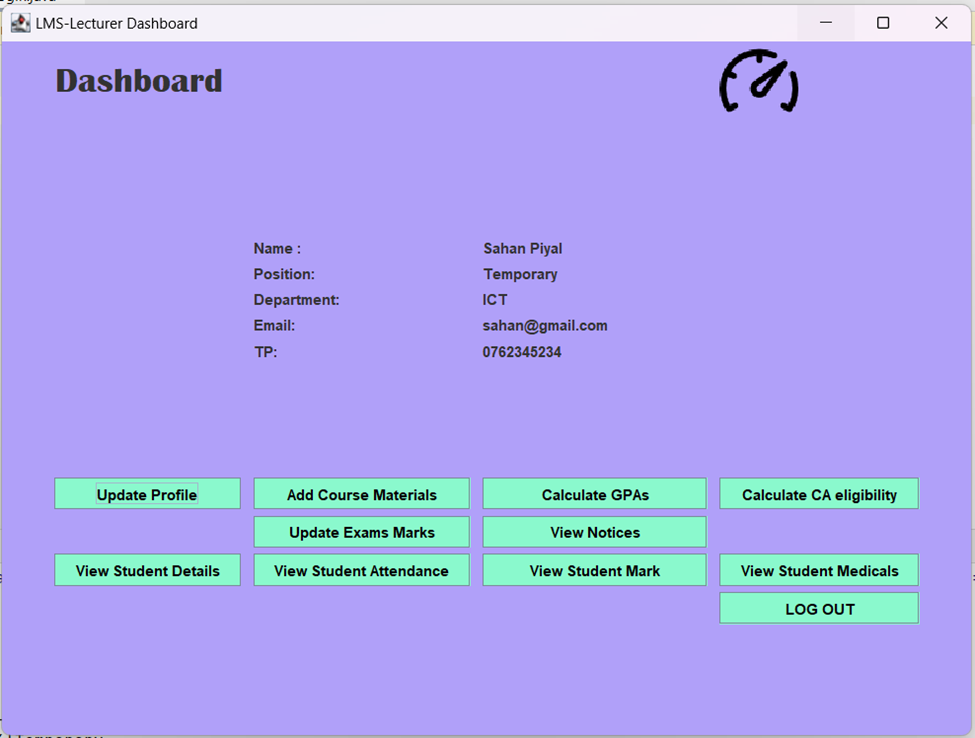 LMS-Lecturer Dashboard
Dashboard
Name : Sahan Piyal
Position: Temporary
Department: ICT
Email: sahan@gmail.com
TP: 0762345234
Update Profile Add Course Materials Calculate GPAs Calculate CA eligibility
Update Exams Marks View Notices
View Student Details View Student Attendance View Student Mark View Student Medicals
LOG OUT